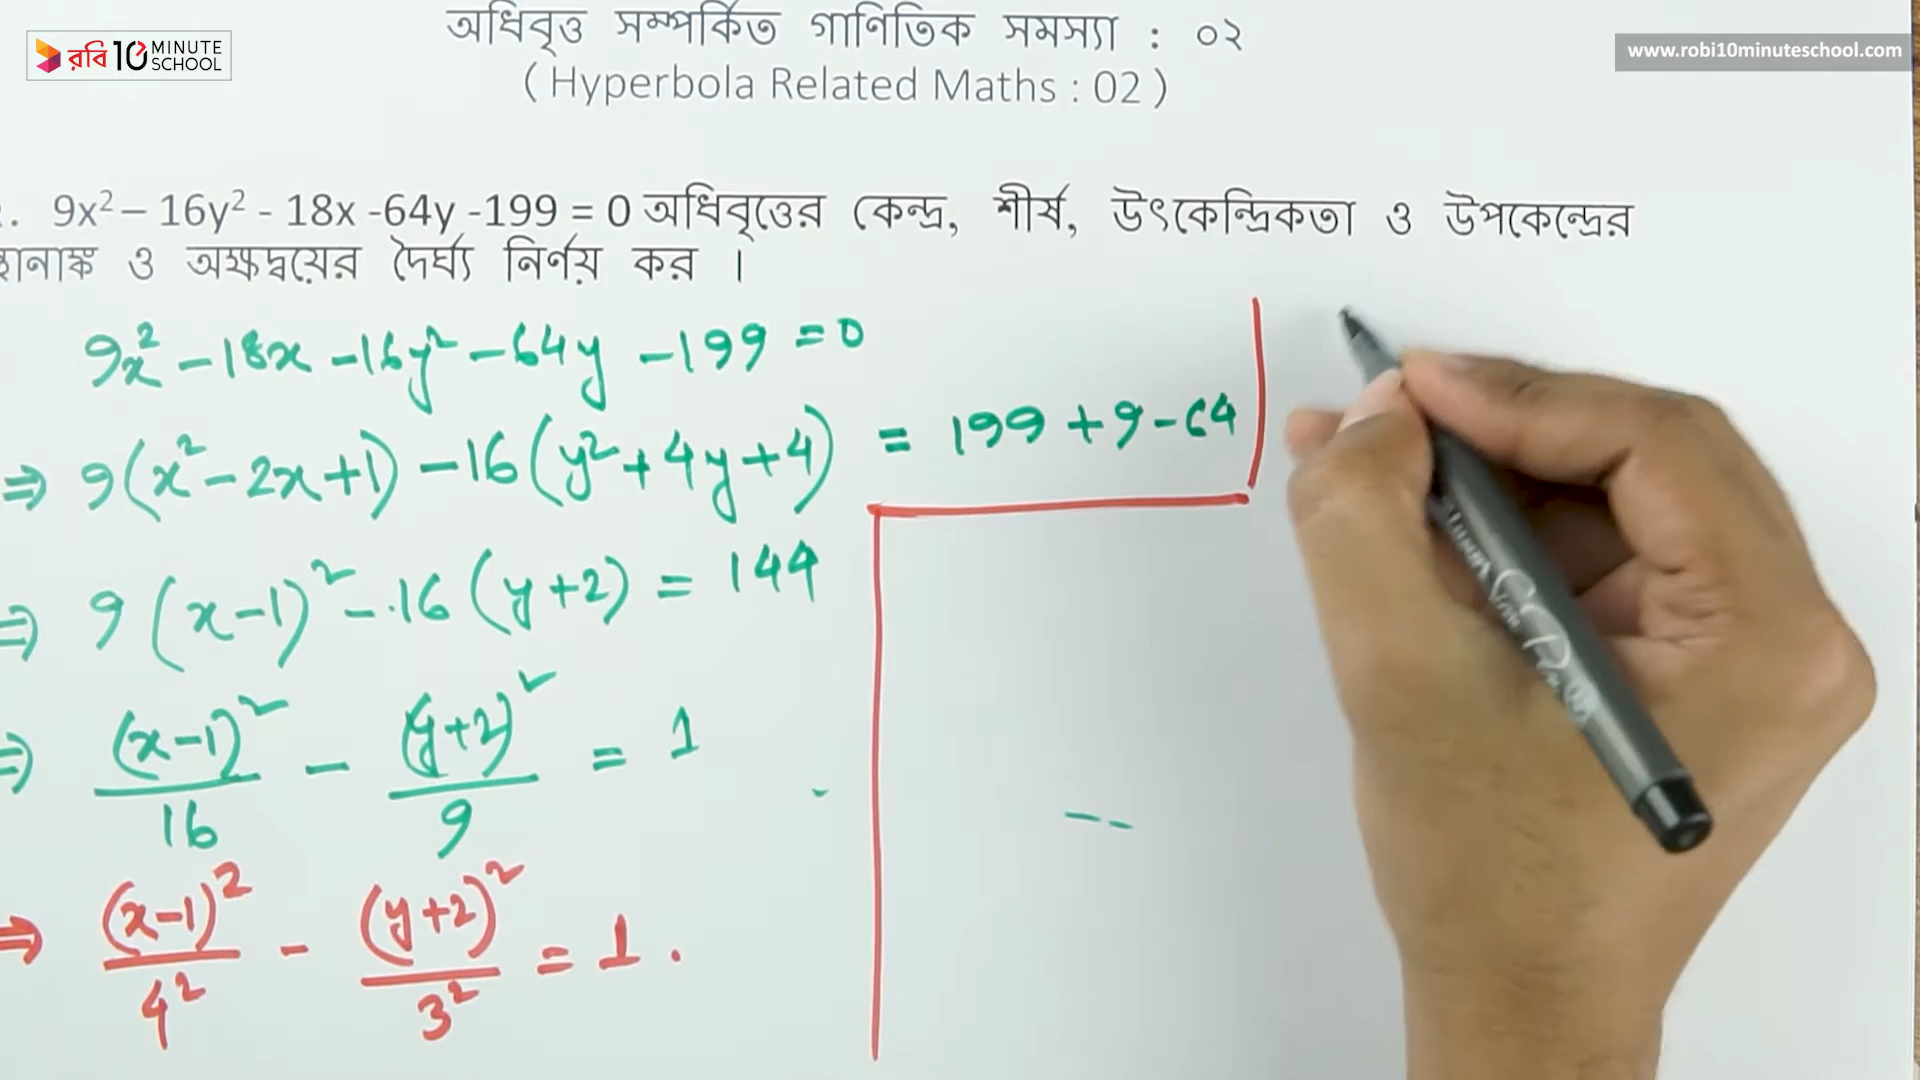 অধিবৃত্ত সম্পর্কিত গাণিতিক সমস্যা : ০২
রবি 10 MINUTE SCHOOL
www.robi10minuteschool.com
( Hyperbola Related Maths : 02 )
. 9x² – 16y² - 18x -64y -199 = 0 অধিবৃত্তের কেন্দ্র, শীর্ষ, উৎকেন্দ্রিকতা ও উপকেন্দ্রের
স্থানাঙ্ক ও অক্ষদ্বয়ের দৈর্ঘ্য নির্ণয় কর ।
9x² - 18x - 16y² - 64y - 199 = 0
⇒ 9(x² - 2x + 1) - 16(y² + 4y + 4) = 199 + 9 - 64
⇒ 9(x - 1)² - 16(y + 2) = 144
⇒ (x-1)²/16 - (y+2)²/9 = 1
⇒ (x-1)²/4² - (y+2)²/3² = 1 .